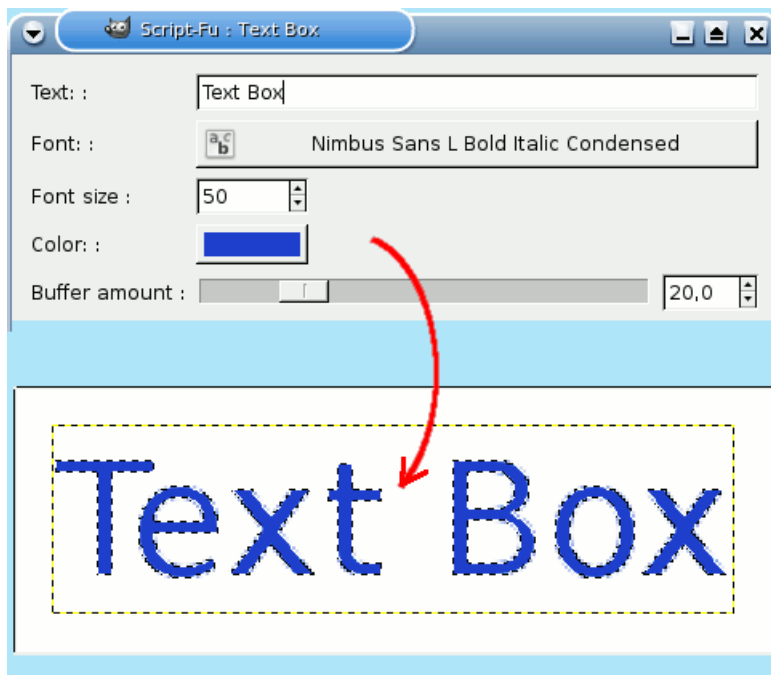 Script-Fu : Text Box
Text: : Text Box
Font: : abc Nimbus Sans L Bold Italic Condensed
Font size : 50
Color: :
Buffer amount : 20,0
Text Box